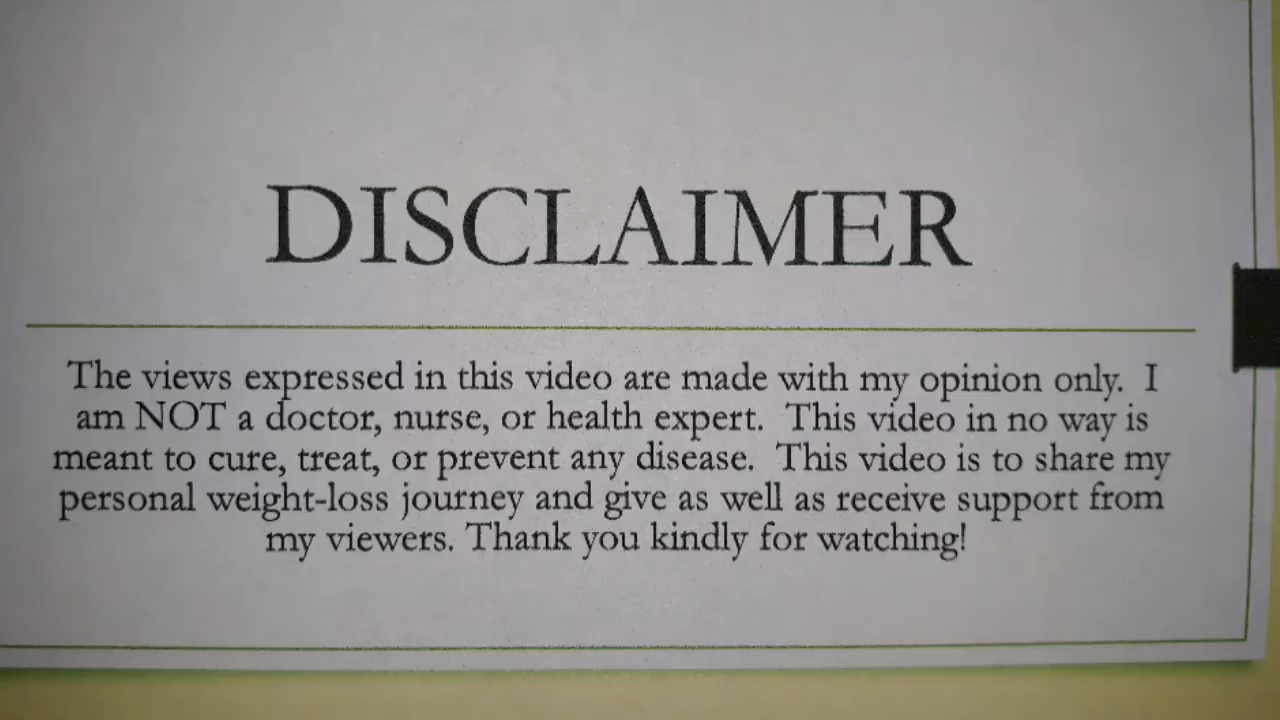 DISCLAIMER
The views expressed in this video are made with my opinion only.  I
am NOT a doctor, nurse, or health expert.  This video in no way is
meant to cure, treat, or prevent any disease.  This video is to share my
personal weight-loss journey and give as well as receive support from
my viewers. Thank you kindly for watching!